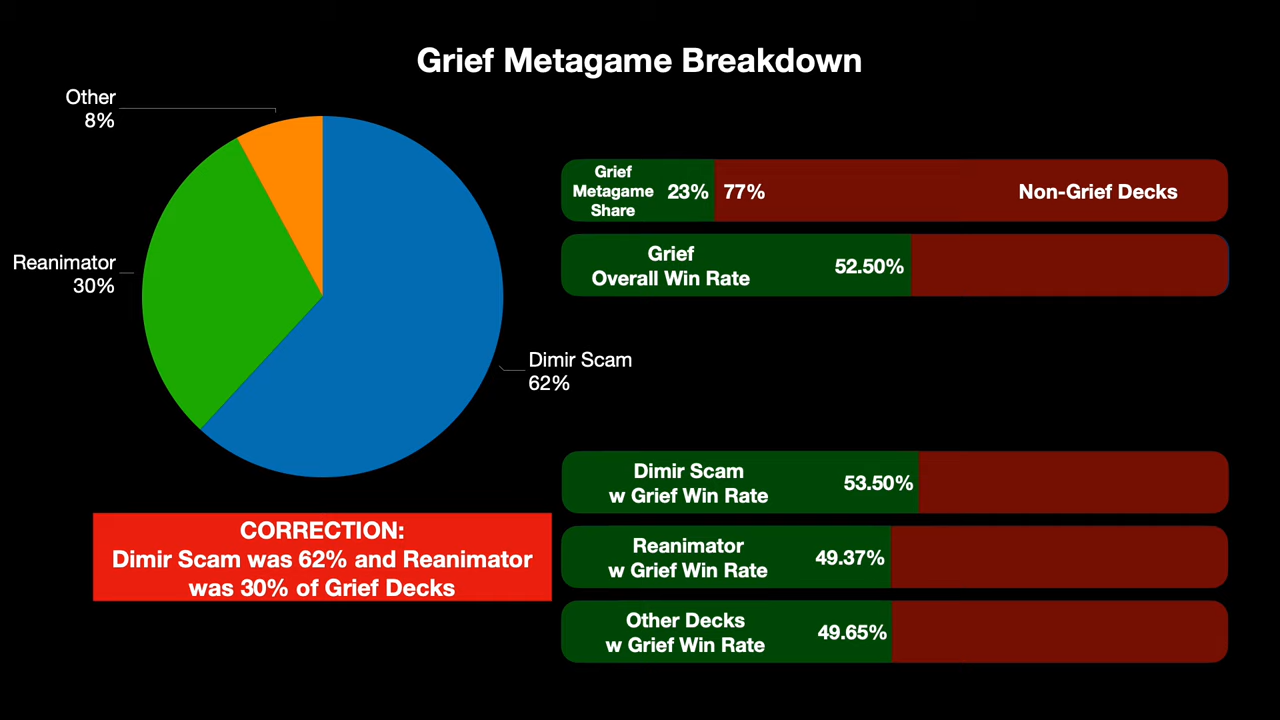 Grief Metagame Breakdown
Other
8%
Reanimator
30%
Dimir Scam
62%
CORRECTION:
Dimir Scam was 62% and Reanimator
was 30% of Grief Decks
Grief
Metagame
Share
23%
77%
Non-Grief Decks
Grief
Overall Win Rate
52.50%
Dimir Scam
w Grief Win Rate
53.50%
Reanimator
w Grief Win Rate
49.37%
Other Decks
w Grief Win Rate
49.65%